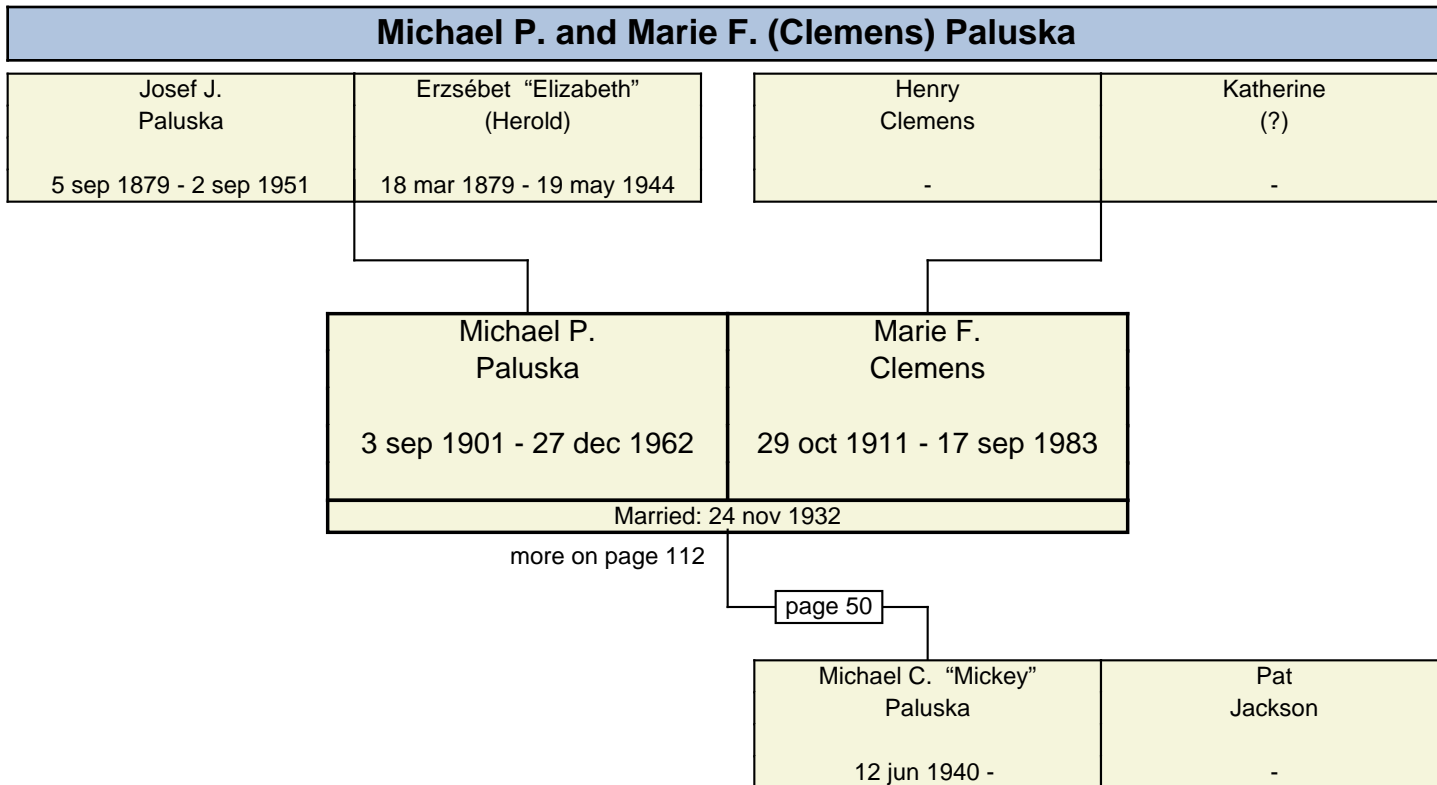 Michael P. and Marie F. (Clemens) Paluska
Josef J.
Paluska
5 sep 1879 - 2 sep 1951
Erzsébet “Elizabeth”
(Herold)
18 mar 1879 - 19 may 1944
Henry
Clemens
-
Katherine
(?)
-
Michael P.
Paluska
3 sep 1901 - 27 dec 1962
Marie F.
Clemens
29 oct 1911 - 17 sep 1983
Married: 24 nov 1932
more on page 112
page 50
Michael C. “Mickey”
Paluska
12 jun 1940 -
Pat
Jackson
-